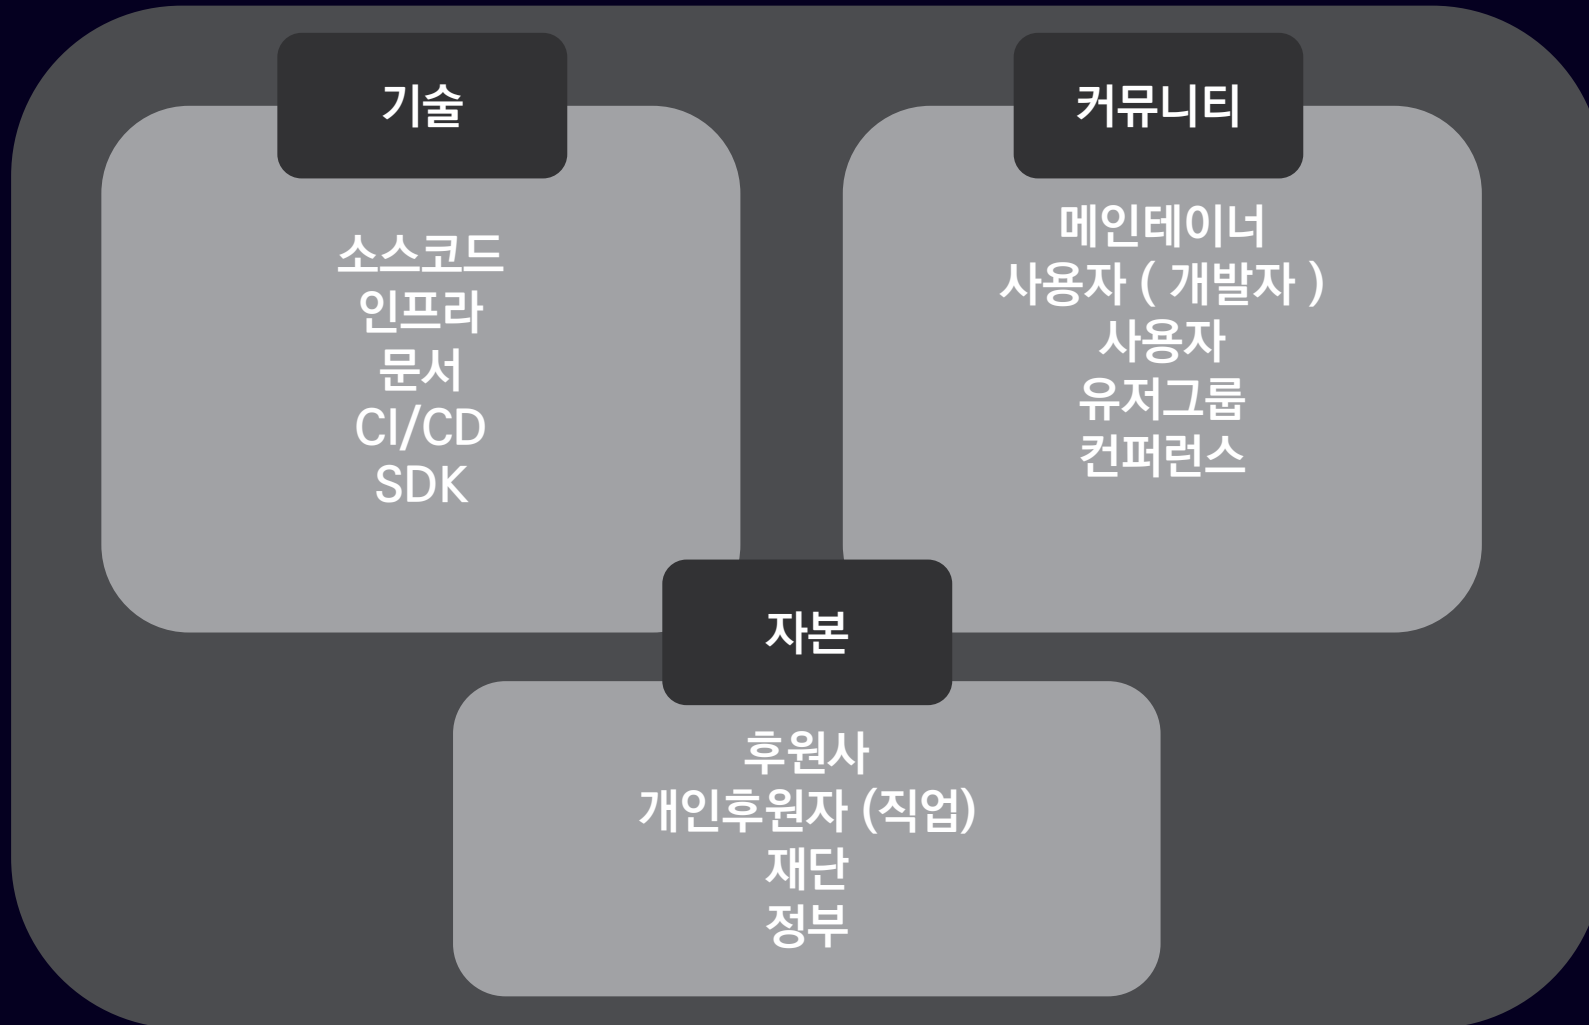 기술
소스코드
인프라
문서
CI/CD
SDK
커뮤니티
메인테이너
사용자 ( 개발자 )
사용자
유저그룹
컨퍼런스
자본
후원사
개인후원자 (직업)
재단
정부